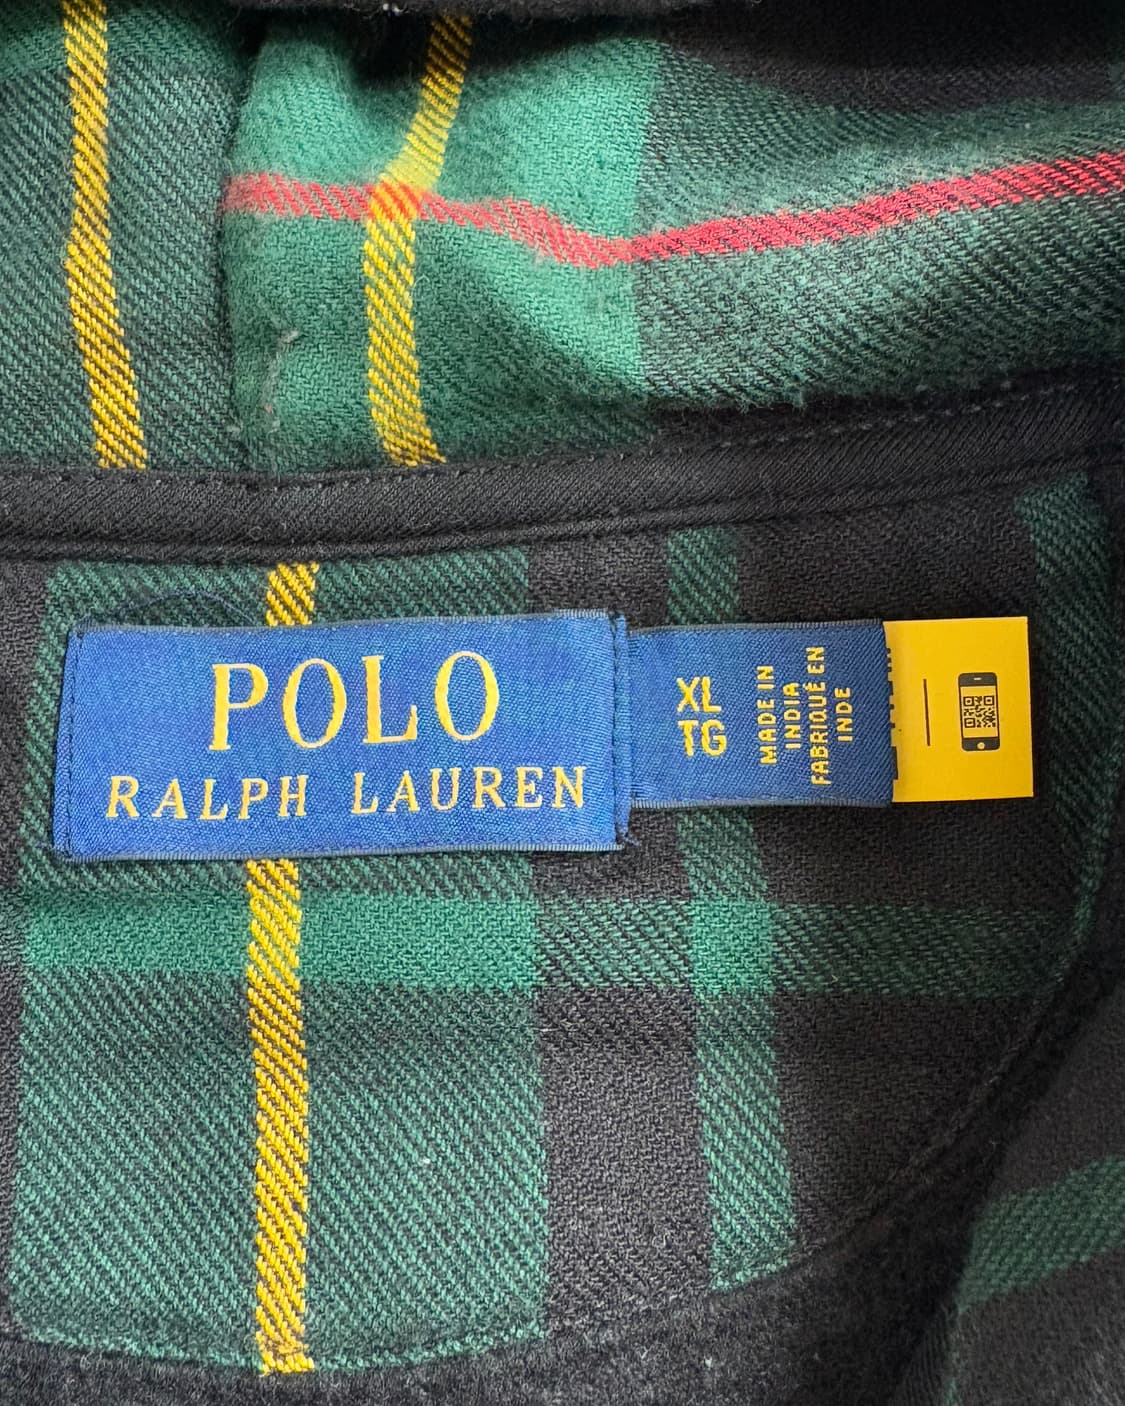 POLO
RALPH LAUREN
XL
TG
MADE IN
INDIA
FABRIQUÉ EN
INDE